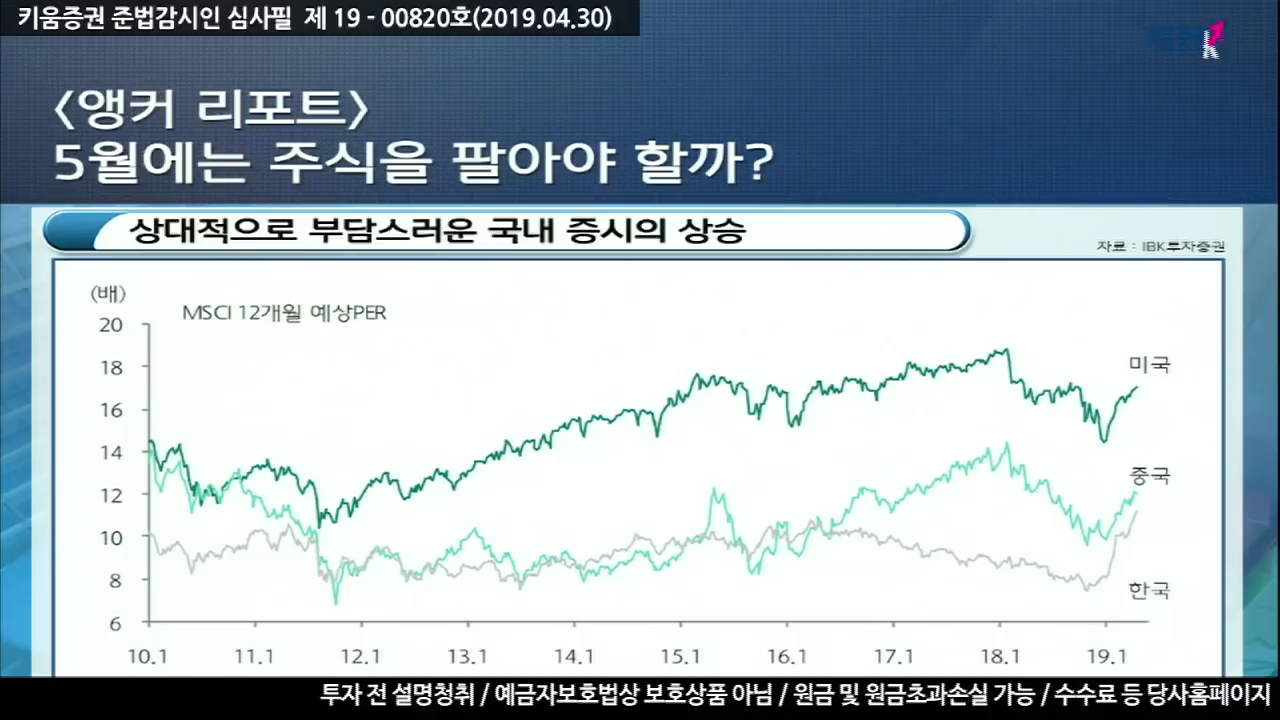 키움증권 준법감시인 심사필 제 19 - 00820호(2019.04.30)
K
<앵커 리포트>
5월에는 주식을 팔아야 할까?
상대적으로 부담스러운 국내 증시의 상승
자료 : IBK투자증권
(배)
MSCI 12개월 예상PER
20
18
16
14
12
10
8
6
미국
중국
한국
10.1 11.1 12.1 13.1 14.1 15.1 16.1 17.1 18.1 19.1
투자 전 설명청취 / 예금자보호법상 보호상품 아님 / 원금 및 원금초과손실 가능 / 수수료 등 당사홈페이지